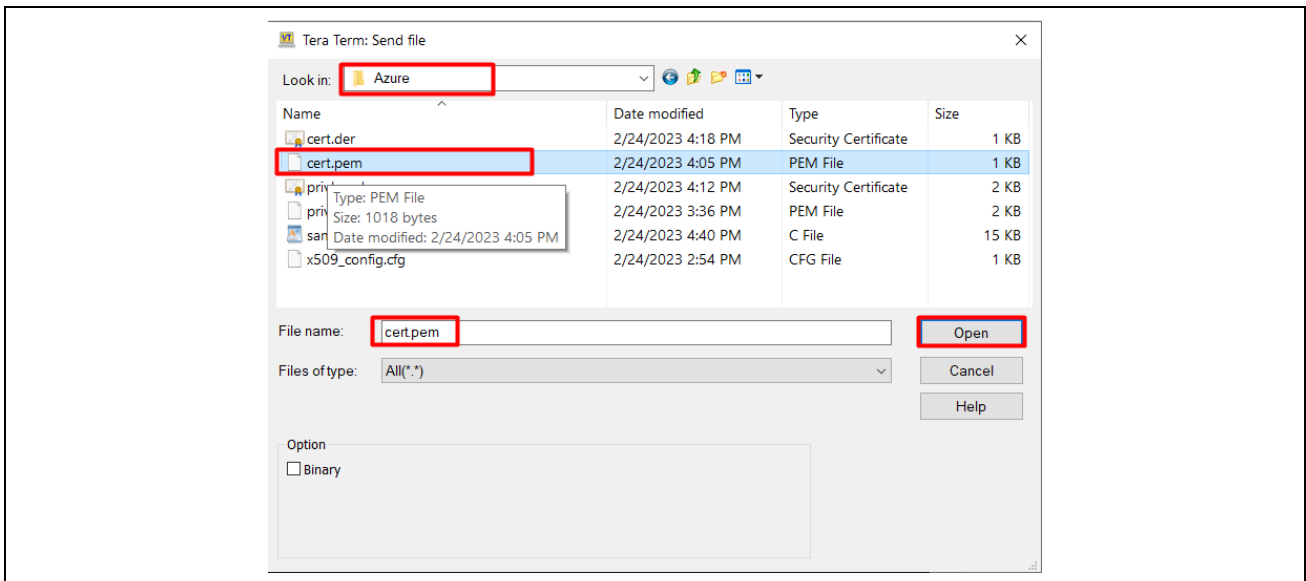 VT Tera Term: Send file
Look in: Azure
Name Date modified Type Size
cert.der 2/24/2023 4:18 PM Security Certificate 1 KB
cert.pem 2/24/2023 4:05 PM PEM File 1 KB
2/24/2023 4:12 PM Security Certificate 2 KB
Type: PEM File
priv 2/24/2023 3:36 PM PEM File 2 KB
Size: 1018 bytes
2/24/2023 4:40 PM C File 15 KB
Date modified: 2/24/2023 4:05 PM
x509_config.cfg 2/24/2023 2:54 PM CFG File 1 KB
File name: cert.pem Open
Files of type: All(*.*) Cancel
Help
Option
Binary